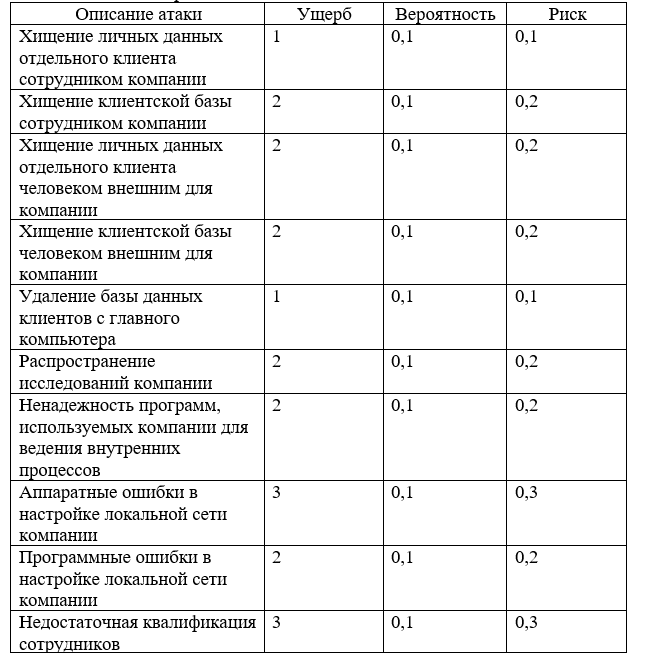 Описание атаки Ущерб Вероятность Риск
Хищение личных данных 1 0,1 0,1
отдельного клиента
сотрудником компании
Хищение клиентской базы 2 0,1 0,2
сотрудником компании
Хищение личных данных 2 0,1 0,2
отдельного клиента
человеком внешним для
компании
Хищение клиентской базы 2 0,1 0,2
человеком внешним для
компании
Удаление базы данных 1 0,1 0,1
клиентов с главного
компьютера
Распространение 2 0,1 0,2
исследований компании
Ненадежность программ, 2 0,1 0,2
используемых компании для
ведения внутренних
процессов
Аппаратные ошибки в 3 0,1 0,3
настройке локальной сети
компании
Программные ошибки в 2 0,1 0,2
настройке локальной сети
компании
Недостаточная квалификация 3 0,1 0,3
сотрудников